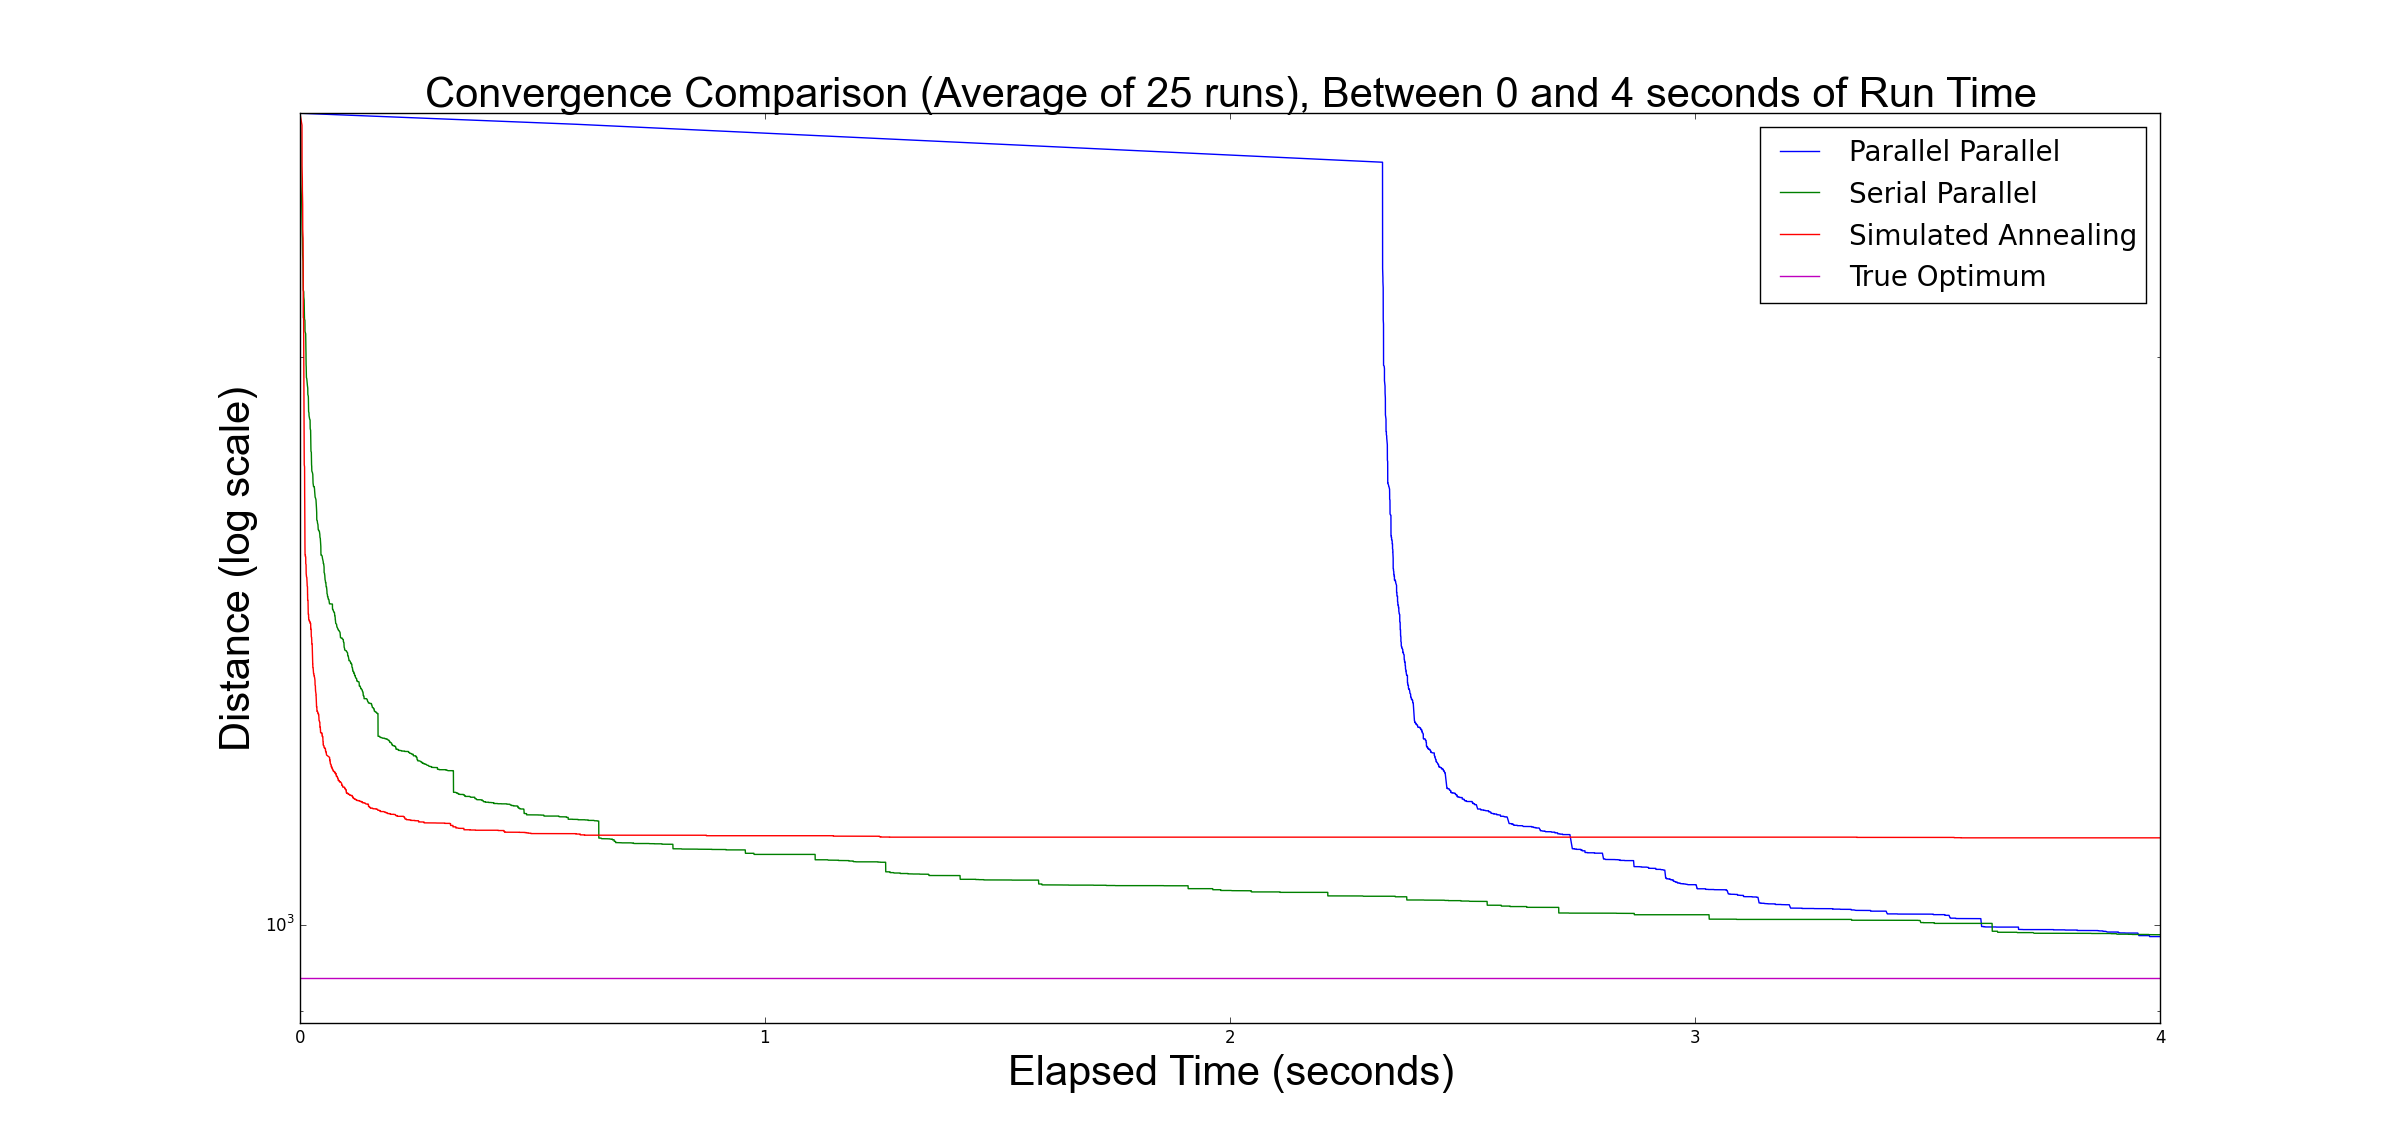 Convergence Comparison (Average of 25 runs), Between 0 and 4 seconds of Run Time
Parallel Parallel
Serial Parallel
Simulated Annealing
True Optimum
Distance (log scale)
10³
0 1 2 3 4
Elapsed Time (seconds)